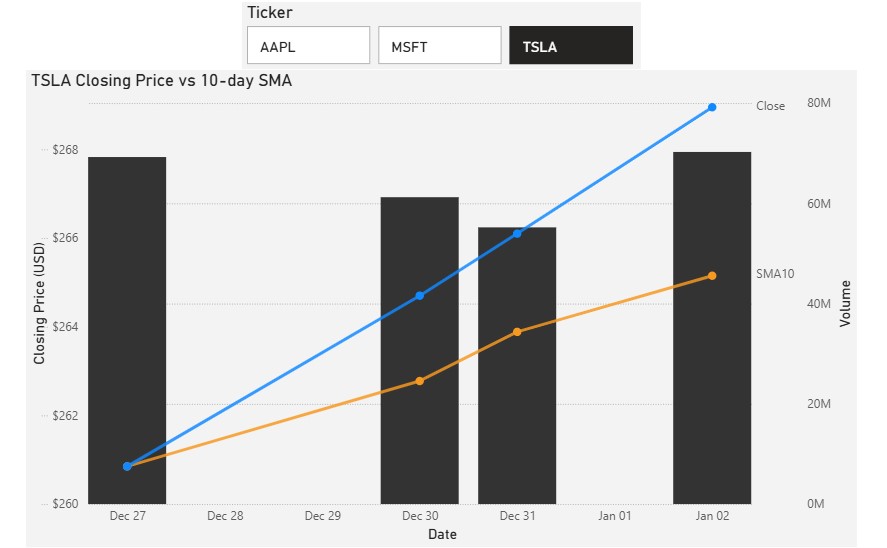 Ticker
AAPL MSFT TSLA
TSLA Closing Price vs 10-day SMA
Close 80M
$268
60M
$266
SMA10
Closing Price (USD)
Volume
40M
$264
$262
20M
$260 0M
Dec 27 Dec 28 Dec 29 Dec 30 Dec 31 Jan 01 Jan 02
Date